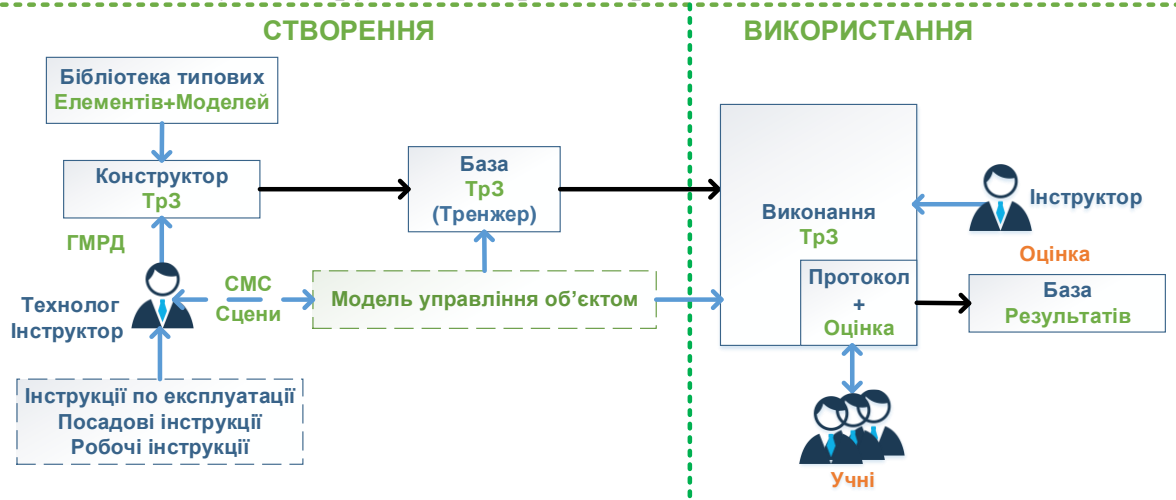 СТВОРЕННЯ
ВИКОРИСТАННЯ
Бібліотека типових
Елементів+Моделей
Конструктор
ТрЗ
База
ТрЗ
(Тренжер)
Виконання
ТрЗ
Інструктор
Оцінка
ГМРД
Технолог
Інструктор
СМС
Сцени
Модель управління об’єктом
Протокол
+
Оцінка
База
Результатів
Інструкції по експлуатації
Посадові інструкції
Робочі інструкції
Учні